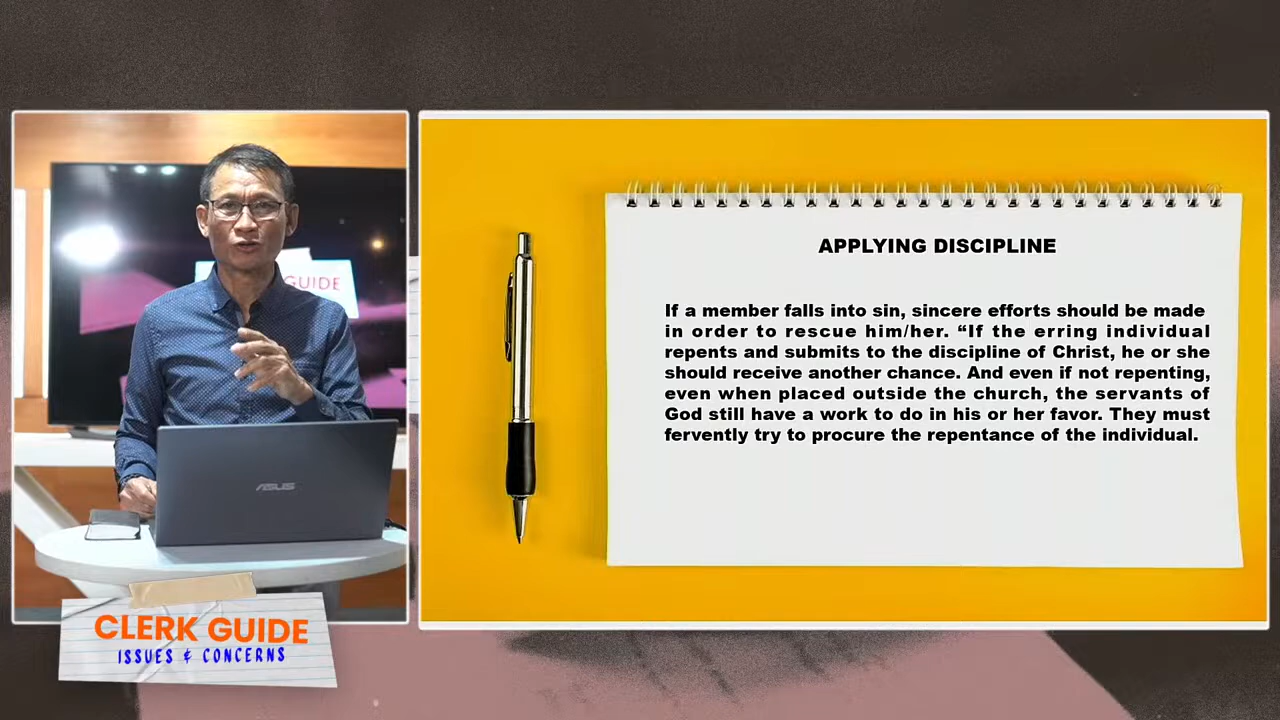 APPLYING DISCIPLINE
If a member falls into sin, sincere efforts should be made
in order to rescue him/her. “If the erring individual
repents and submits to the discipline of Christ, he or she
should receive another chance. And even if not repenting,
even when placed outside the church, the servants of
God still have a work to do in his or her favor. They must
fervently try to procure the repentance of the individual.
GUIDE
ASUS
CLERK GUIDE
ISSUES & CONCERNS